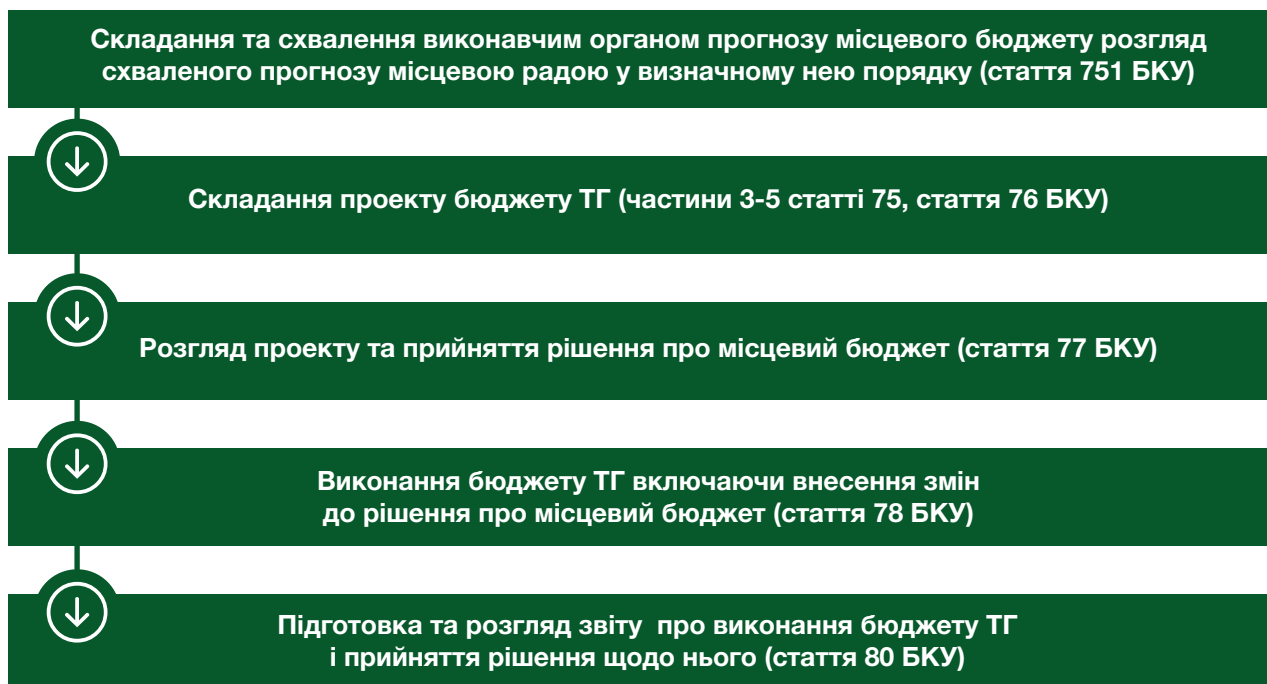 Складання та схвалення виконавчим органом прогнозу місцевого бюджету розгляд
схваленого прогнозу місцевою радою у визначному нею порядку (стаття 751 БКУ)
Складання проекту бюджету ТГ (частини 3-5 статті 75, стаття 76 БКУ)
Розгляд проекту та прийняття рішення про місцевий бюджет (стаття 77 БКУ)
Виконання бюджету ТГ включаючи внесення змін
до рішення про місцевий бюджет (стаття 78 БКУ)
Підготовка та розгляд звіту про виконання бюджету ТГ
і прийняття рішення щодо нього (стаття 80 БКУ)